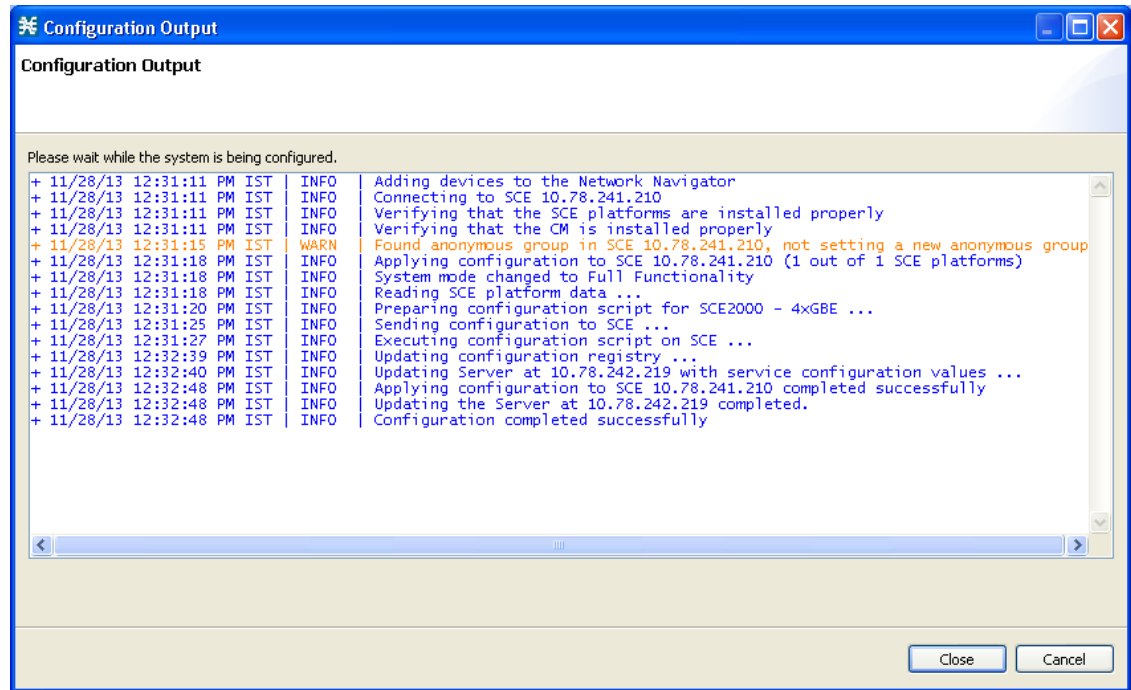 Configuration Output
Configuration Output
Please wait while the system is being configured.
+ 11/28/13 12:31:11 PM IST | INFO | Adding devices to the Network Navigator
+ 11/28/13 12:31:11 PM IST | INFO | Connecting to SCE 10.78.241.210
+ 11/28/13 12:31:11 PM IST | INFO | Verifying that the SCE platforms are installed properly
+ 11/28/13 12:31:11 PM IST | INFO | Verifying that the CM is installed properly
+ 11/28/13 12:31:15 PM IST | WARN | Found anonymous group in SCE 10.78.241.210, not setting a new anonymous group
+ 11/28/13 12:31:18 PM IST | INFO | Applying configuration to SCE 10.78.241.210 (1 out of 1 SCE platforms)
+ 11/28/13 12:31:18 PM IST | INFO | System mode changed to Full Functionality
+ 11/28/13 12:31:18 PM IST | INFO | Reading SCE platform data ...
+ 11/28/13 12:31:20 PM IST | INFO | Preparing configuration script for SCE2000 - 4xGBE ...
+ 11/28/13 12:31:25 PM IST | INFO | Sending configuration to SCE ...
+ 11/28/13 12:31:27 PM IST | INFO | Executing configuration script on SCE ...
+ 11/28/13 12:32:39 PM IST | INFO | Updating configuration registry ...
+ 11/28/13 12:32:40 PM IST | INFO | Updating Server at 10.78.242.219 with service configuration values ...
+ 11/28/13 12:32:48 PM IST | INFO | Applying configuration to SCE 10.78.241.210 completed successfully
+ 11/28/13 12:32:48 PM IST | INFO | Updating the Server at 10.78.242.219 completed.
+ 11/28/13 12:32:48 PM IST | INFO | Configuration completed successfully
Close Cancel